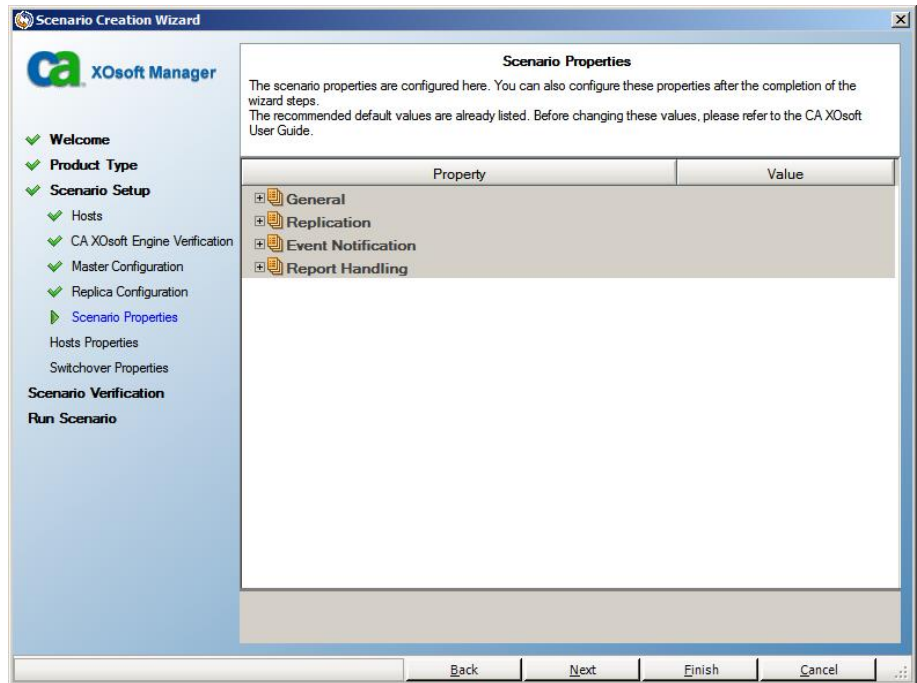 Scenario Creation Wizard
ca
XOsoft Manager
Welcome
Product Type
Scenario Setup
Hosts
CA XOsoft Engine Verification
Master Configuration
Replica Configuration
Scenario Properties
Hosts Properties
Switchover Properties
Scenario Verification
Run Scenario
Scenario Properties
The scenario properties are configured here. You can also configure these properties after the completion of the
wizard steps.
The recommended default values are already listed. Before changing these values, please refer to the CA XOsoft
User Guide.
Property Value
General
Replication
Event Notification
Report Handling
Back Next Finish Cancel